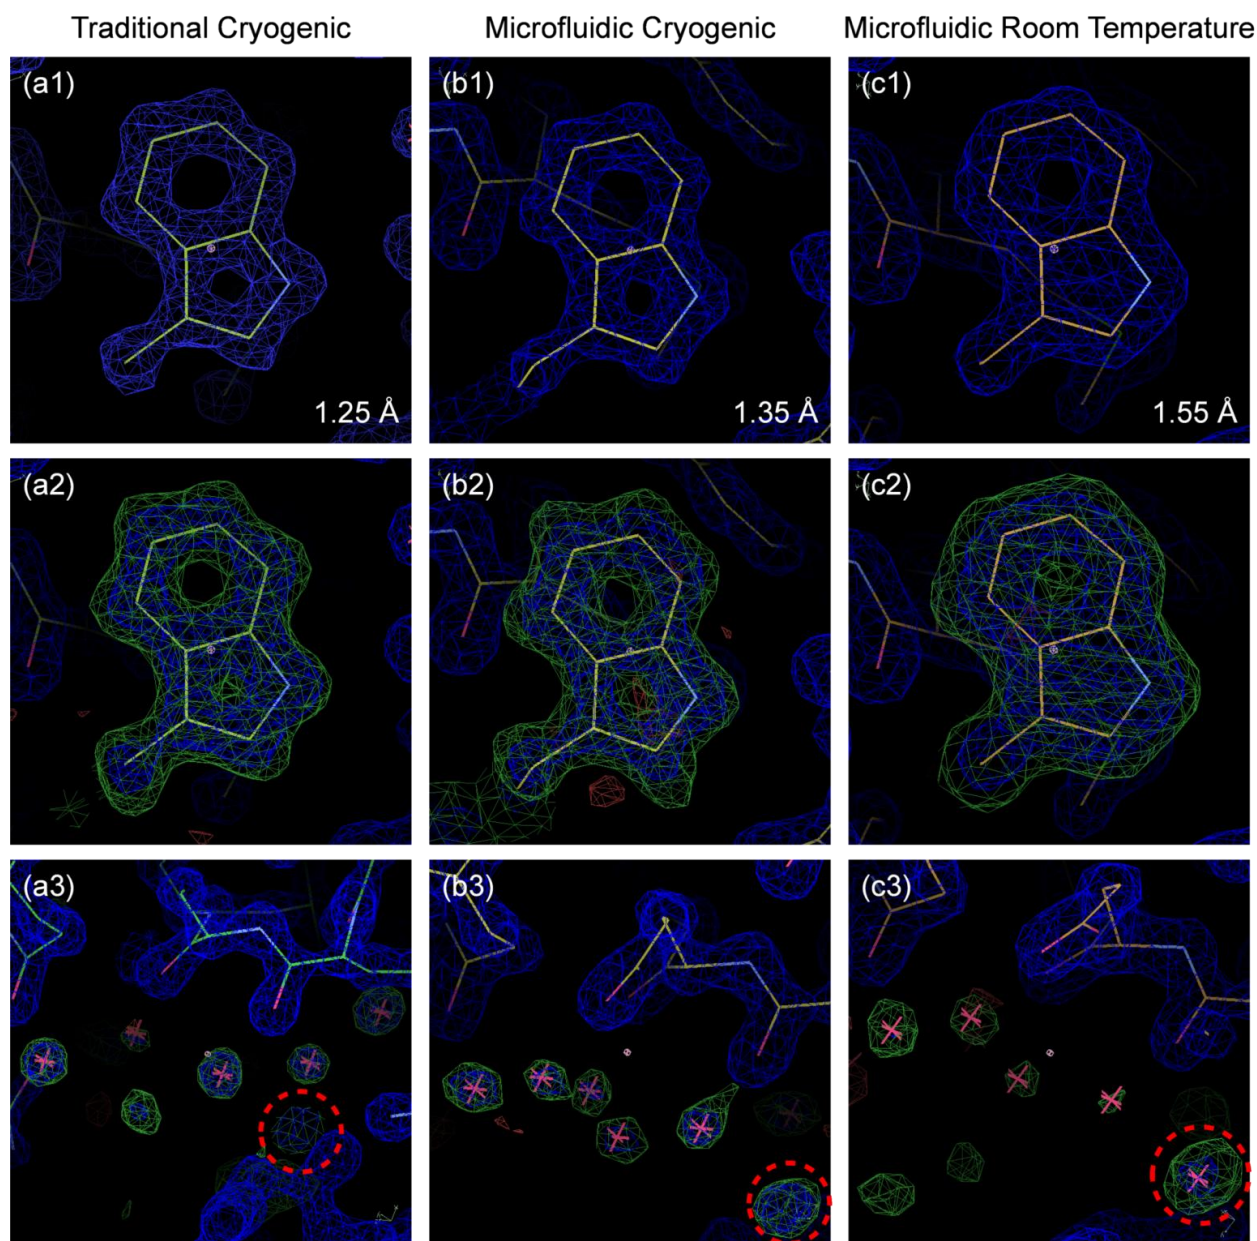 Traditional Cryogenic
Microfluidic Cryogenic
Microfluidic Room Temperature
(a1)
(b1)
(c1)
1.25 Å
1.35 Å
1.55 Å
(a2)
(b2)
(c2)
(a3)
(b3)
(c3)